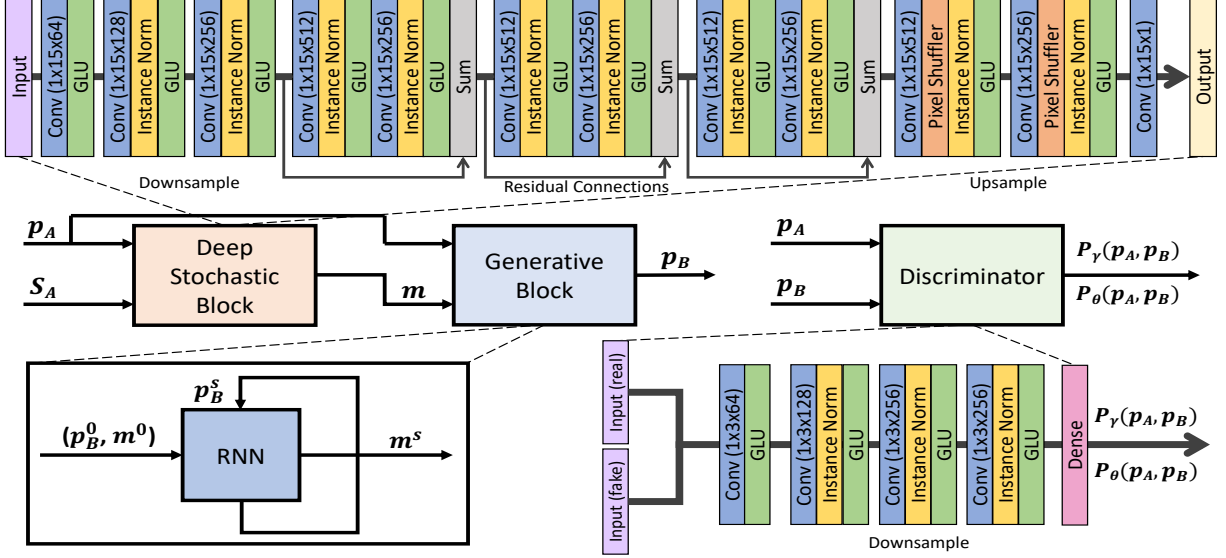 Input
Conv (1x15x64)
GLU
Conv (1x15x128)
Instance Norm
GLU
Conv (1x15x256)
Instance Norm
GLU
Conv (1x15x512)
Instance Norm
GLU
Conv (1x15x256)
Instance Norm
GLU
Sum
Conv (1x15x512)
Instance Norm
GLU
Conv (1x15x256)
Instance Norm
GLU
Sum
Conv (1x15x512)
Instance Norm
GLU
Conv (1x15x256)
Instance Norm
GLU
Sum
Conv (1x15x512)
Pixel Shuffler
Instance Norm
GLU
Conv (1x15x256)
Pixel Shuffler
Instance Norm
GLU
Conv (1x15x1)
Output
Downsample
Residual Connections
Upsample
p_A
S_A
Deep
Stochastic
Block
m
Generative
Block
p_B
p_A
p_B
Discriminator
P_γ(p_A, p_B)
P_θ(p_A, p_B)
p_B^s
(p_B^0, m^0)
RNN
m^s
Input (real)
Input (fake)
Conv (1x3x64)
GLU
Conv (1x3x128)
Instance Norm
GLU
Conv (1x3x256)
Instance Norm
GLU
Conv (1x3x256)
Instance Norm
GLU
Dense
P_γ(p_A, p_B)
P_θ(p_A, p_B)
Downsample